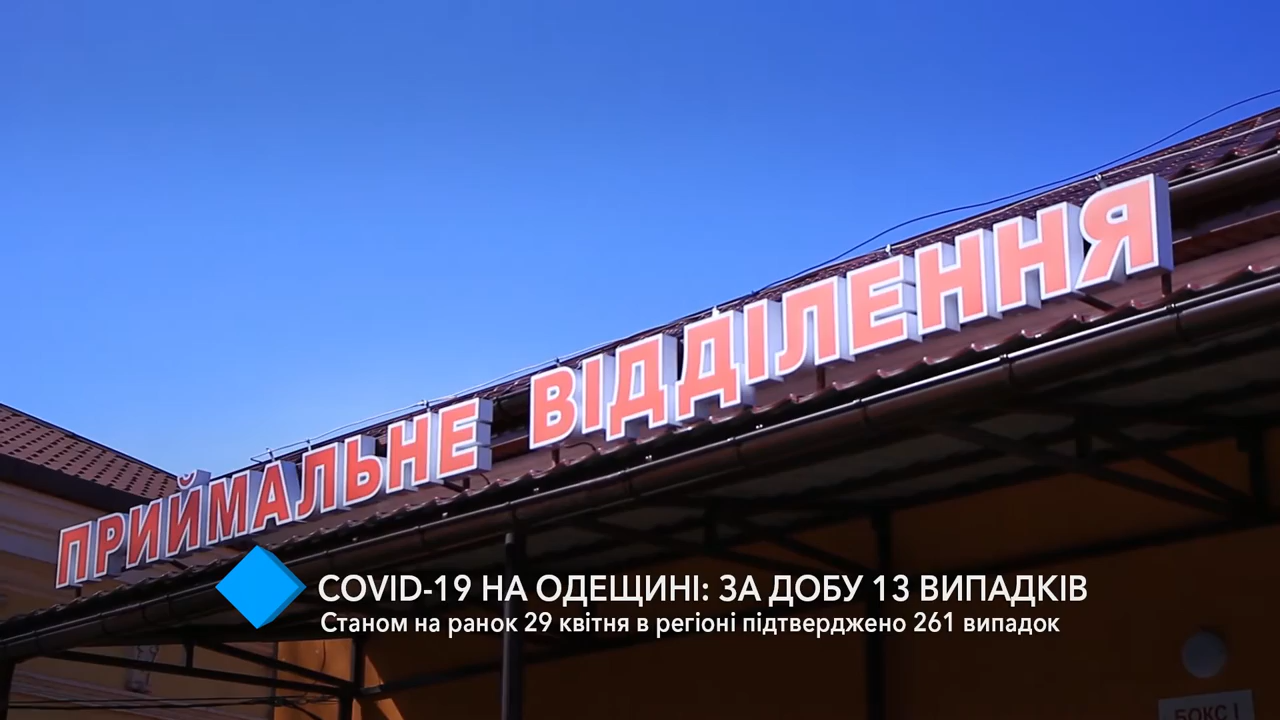 ПРИЙМАЛЬНЕ ВІДДІЛЕННЯ
COVID-19 НА ОДЕЩИНІ: ЗА ДОБУ 13 ВИПАДКІВ
Станом на ранок 29 квітня в регіоні підтверджено 261 випадок
БОКС І